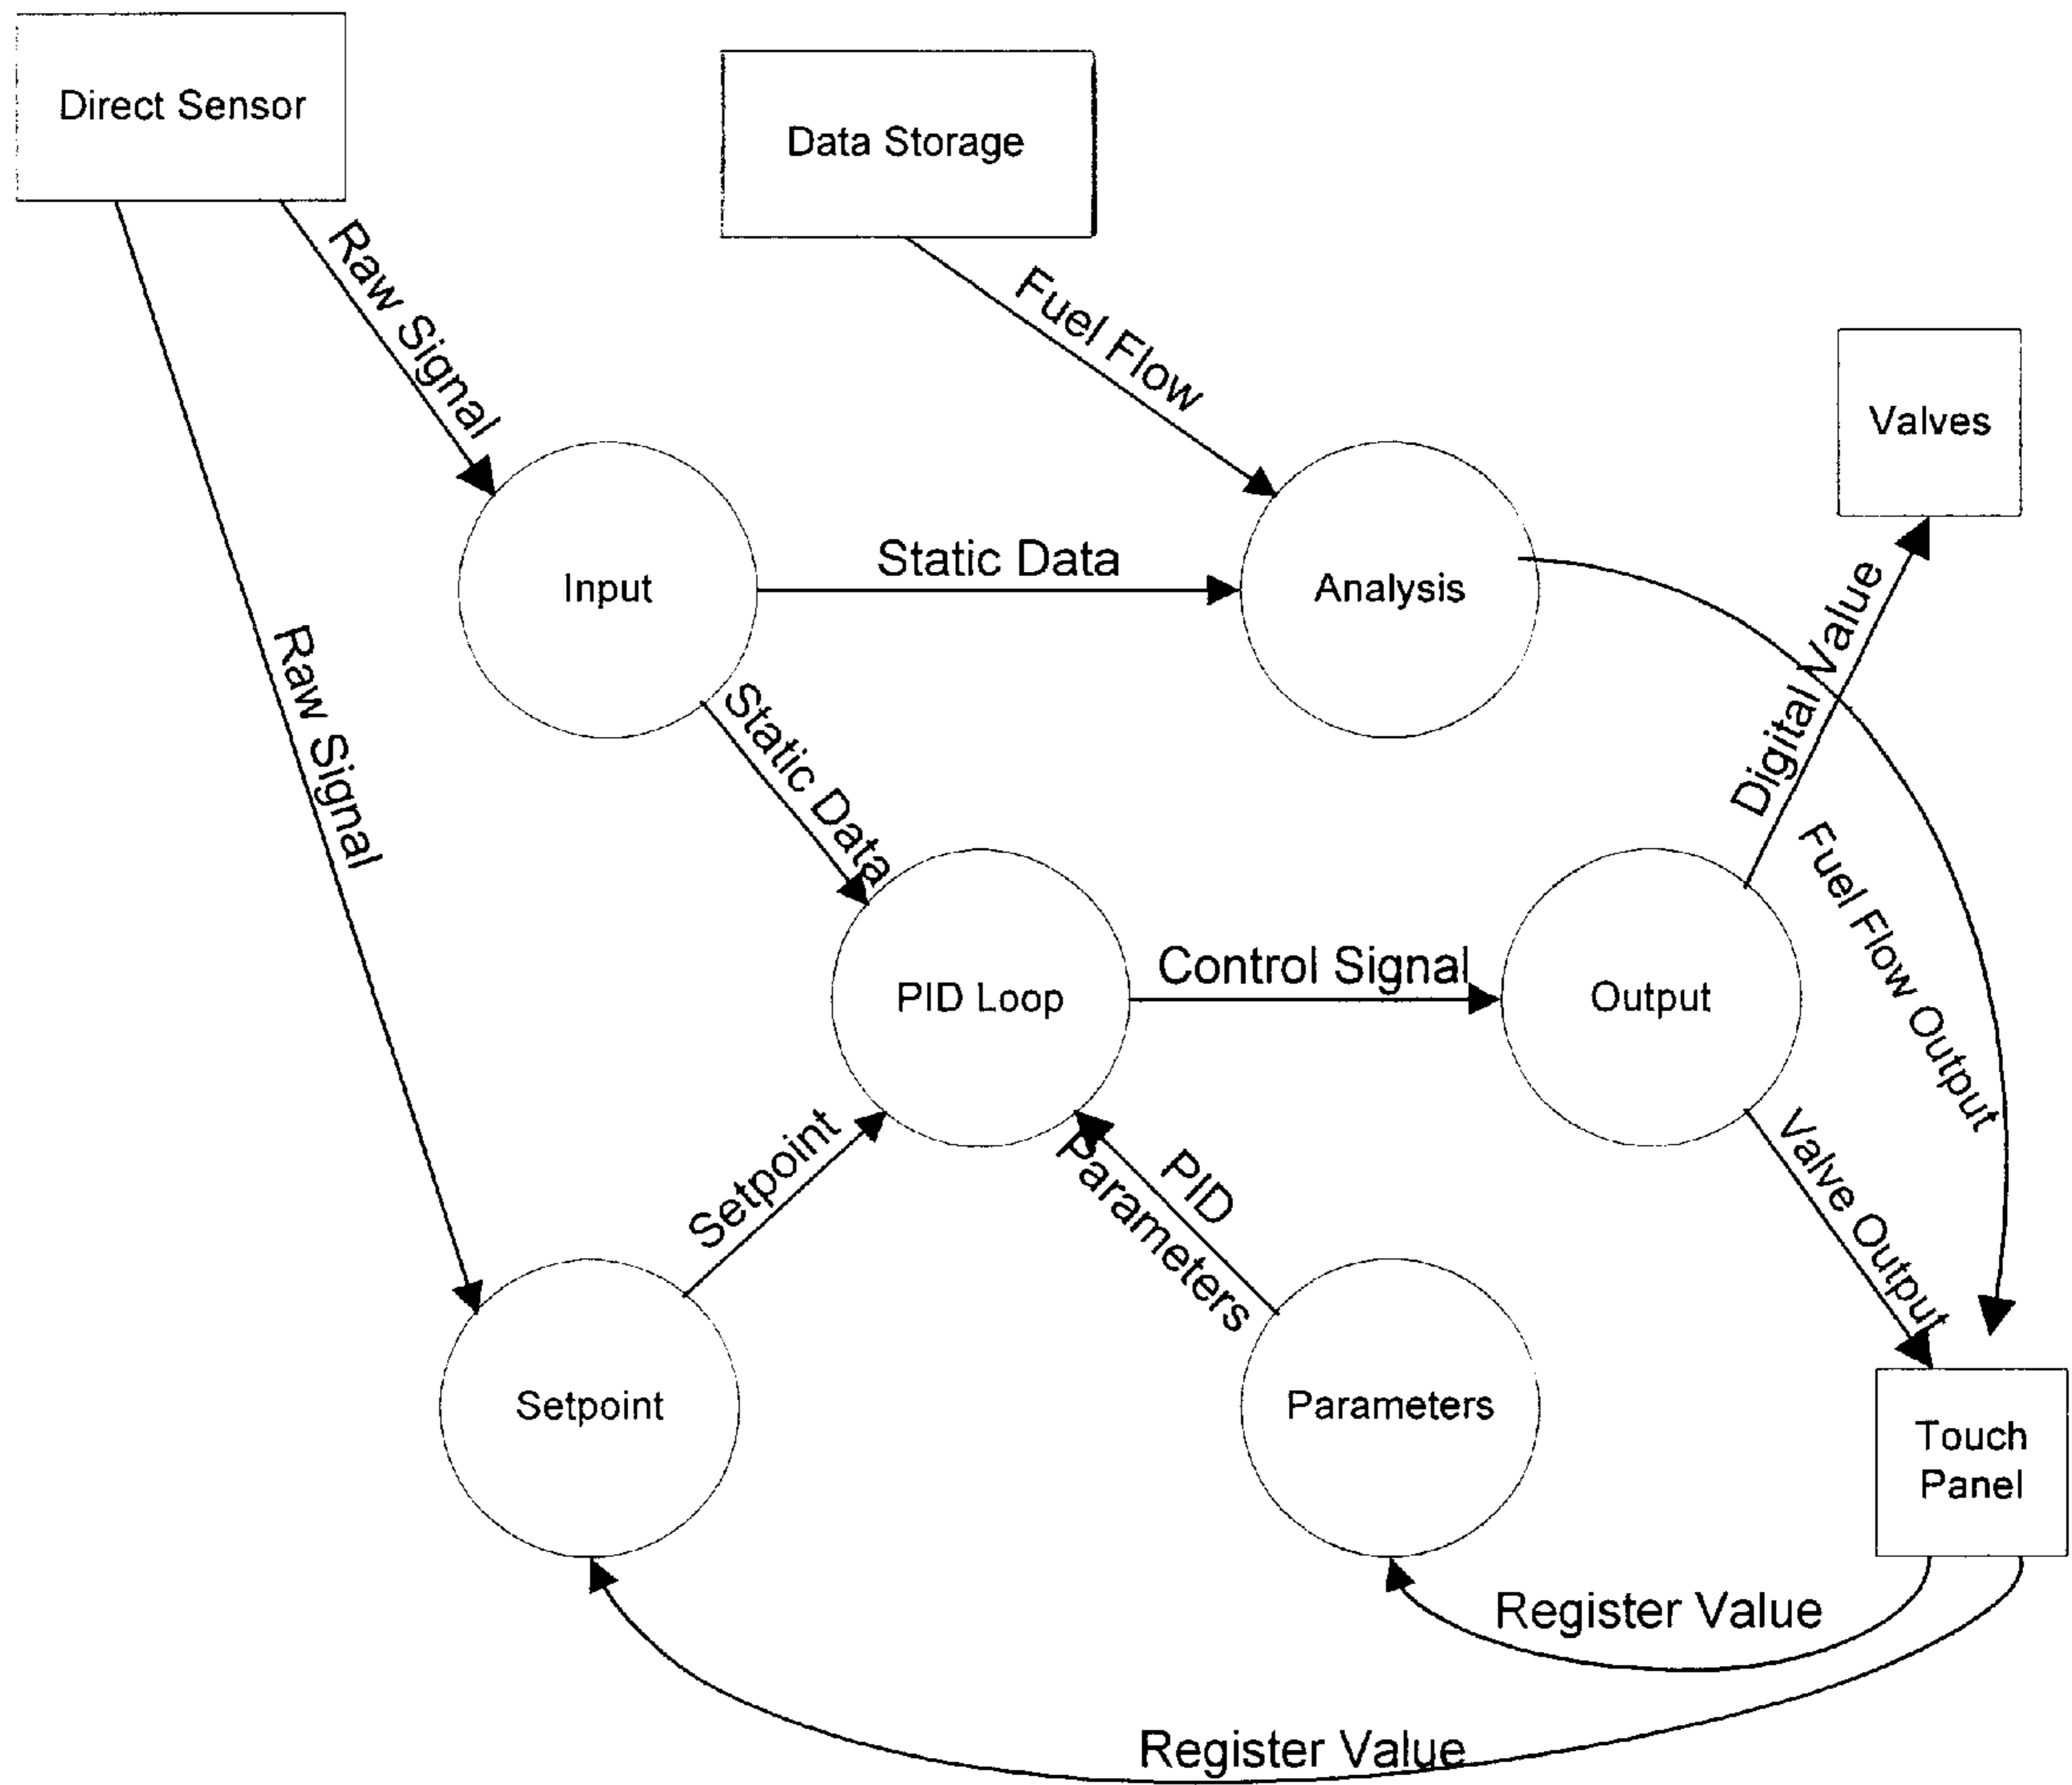 Direct Sensor
Data Storage
Raw Signal
Fuel Flow
Valves
Input
Static Data
Analysis
Digital Value
Raw Signal
Static Data
Fuel Flow Output
PID Loop
Control Signal
Output
Setpoint
PID
Parameters
Valve Output
Setpoint
Parameters
Touch
Panel
Register Value
Register Value